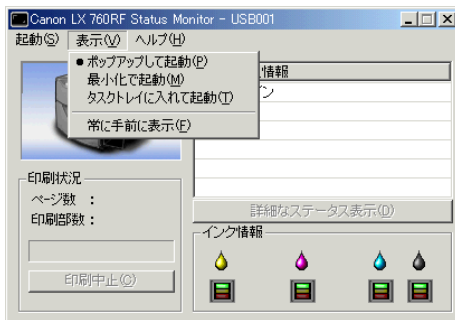 Canon LX 760RF Status Monitor - USB001
起動(S) 表示(V) ヘルプ(H)
ポップアップして起動(P)
最小化で起動(M)
タスクトレイに入れて起動(T)
常に手前に表示(F)
情報
ン
印刷状況
ページ数 :
印刷部数 :
印刷中止(C)
詳細なステータス表示(D)
インク情報